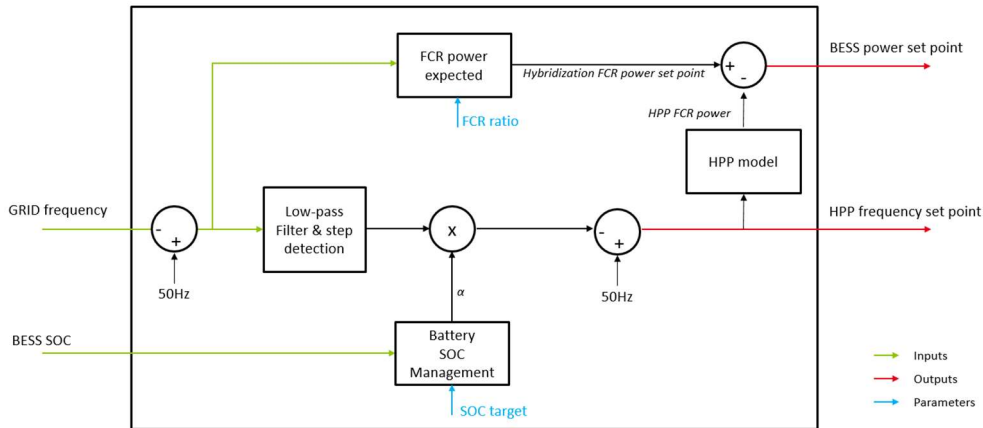 BESS power set point
FCR power
expected
+
-
Hybridization FCR power set point
HPP FCR power
FCR ratio
HPP model
GRID frequency
-
+
50Hz
Low-pass
Filter & step
detection
x
-
+
50Hz
HPP frequency set point
α
BESS SOC
Battery
SOC
Management
SOC target
Inputs
Outputs
Parameters